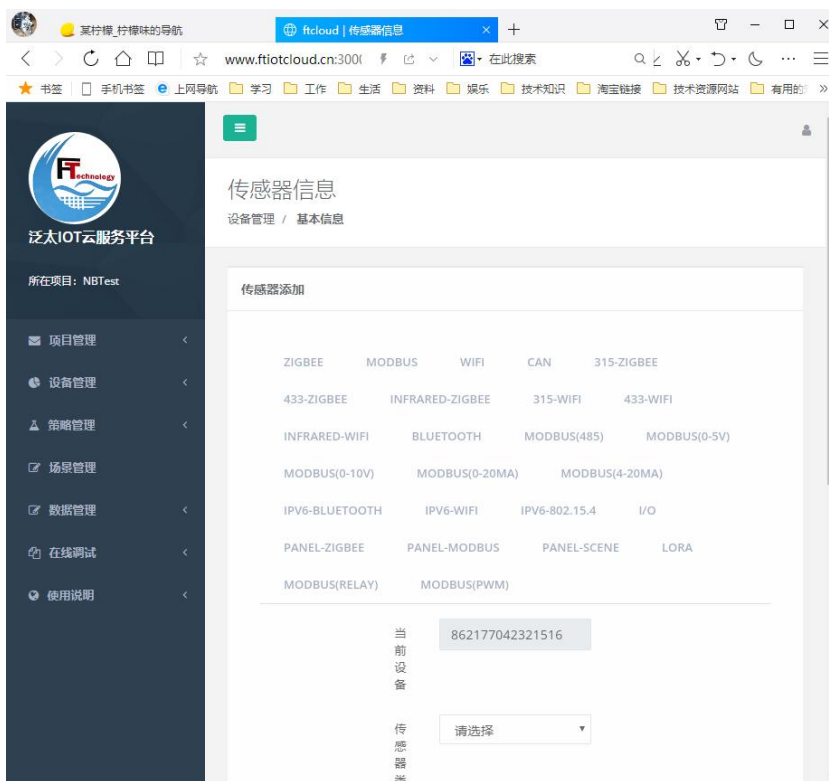 某柠檬_柠檬味的导航
ftcloud | 传感器信息
www.ftiotcloud.cn:300
在此搜索
书签 手机书签 上网导航 学习 工作 生活 资料 娱乐 技术知识 淘宝链接 技术资源网站 有用的
FTechnology
泛太IOT云服务平台
所在项目：NBTest
项目管理
设备管理
策略管理
场景管理
数据管理
在线调试
使用说明
传感器信息
设备管理 / 基本信息
传感器添加
ZIGBEE MODBUS WIFI CAN 315-ZIGBEE
433-ZIGBEE INFRARED-ZIGBEE 315-WIFI 433-WIFI
INFRARED-WIFI BLUETOOTH MODBUS(485) MODBUS(0-5V)
MODBUS(0-10V) MODBUS(0-20MA) MODBUS(4-20MA)
IPV6-BLUETOOTH IPV6-WIFI IPV6-802.15.4 I/O
PANEL-ZIGBEE PANEL-MODBUS PANEL-SCENE LORA
MODBUS(RELAY) MODBUS(PWM)
当前设备
862177042321516
传感器
请选择